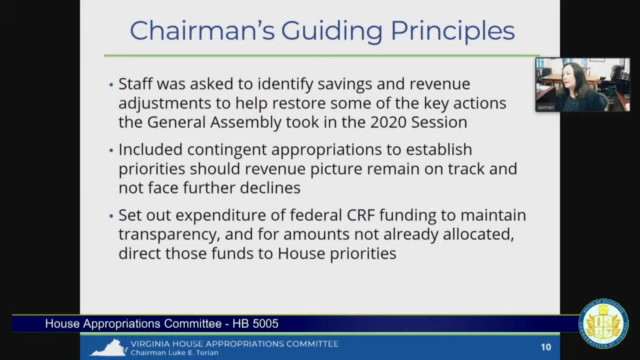 Chairman's Guiding Principles
• Staff was asked to identify savings and revenue
adjustments to help restore some of the key actions
the General Assembly took in the 2020 Session
• Included contingent appropriations to establish
priorities should revenue picture remain on track and
not face further declines
• Set out expenditure of federal CRF funding to maintain
transparency, and for amounts not already allocated,
direct those funds to House priorities
House Appropriations Committee - HB 5005
VIRGINIA HOUSE APPROPRIATIONS COMMITTEE
Chairman Luke E. Torian
10